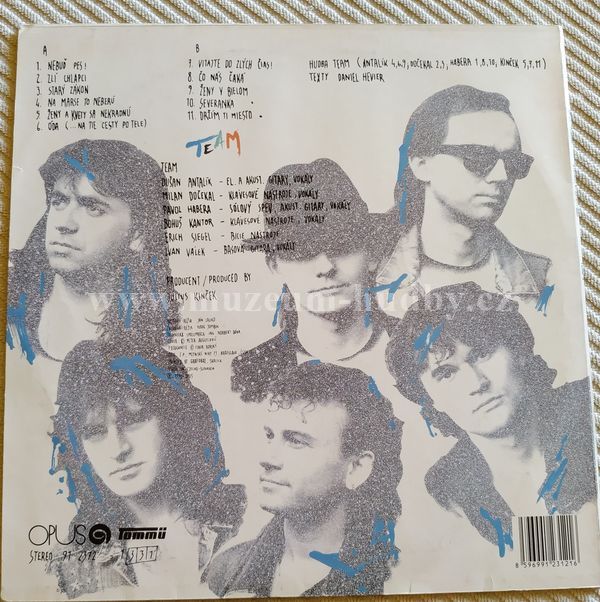 A
1. NEBUĎ PES!
2. ZLÍ CHLAPCI
3. STARÝ ZÁKON
4. NA MARSE TO NEBERÚ
5. ŽENY A KVETY SA NEKRADNÚ
6. ÓDA (... NA TIE CESTY PO TELE)
B
7. VITAJTE DO ZLÝCH ČIAS!
8. ČO NÁS ČAKÁ
9. ŽENY V BIELOM
10. SEVERANKA
11. DRŽÍM TI MIESTO
HUDBA TEAM (ANTALÍK 4,6,9, DOČEKAL 2,3, HABERA 1,8,10, KINČEK 5,7,11)
TEXTY DANIEL HEVIER
TEAM
TEAM
DUŠAN ANTALÍK - EL. A AKUST. GITARY, VOKÁLY
MILAN DOČEKAL - KLÁVESOVÉ NÁSTROJE, VOKÁLY
PAVOL HABERA - SÓLOVÝ SPEV, AKUST. GITARY, VOKÁLY
BOHUŠ KANTOR - KLÁVESOVÉ NÁSTROJE, VOKÁLY
ERICH SIEGEL - BICIE NÁSTROJE
IVAN VÁLEK - BASOVÁ GITARA, VOKÁLY
PRODUCENT / PRODUCED BY
JÚLIUS KINČEK
www.muzeum-hudby.cz
OPUS Tommü
STEREO 91 2312
8 596991 231216